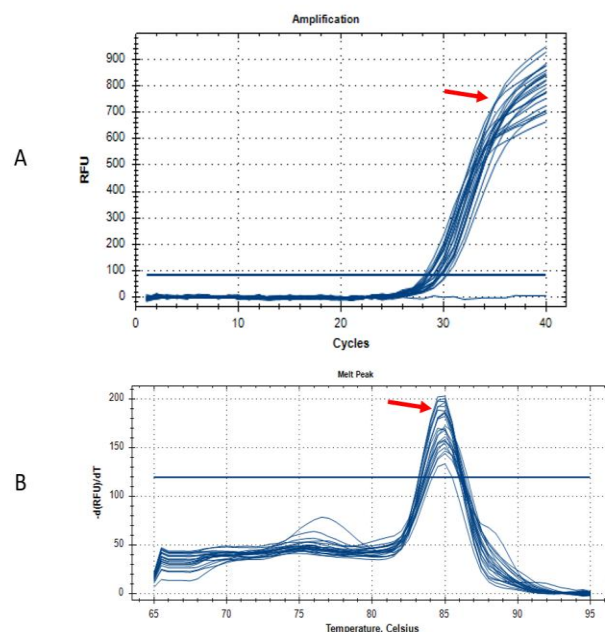 Amplification
A
RFU
900
800
700
600
500
400
300
200
100
0
0 10 20 30 40
Cycles
Melt Peak
B
-d(RFU)/dT
200
150
100
50
0
65 70 75 80 85 90 95
Temperature, Celsius